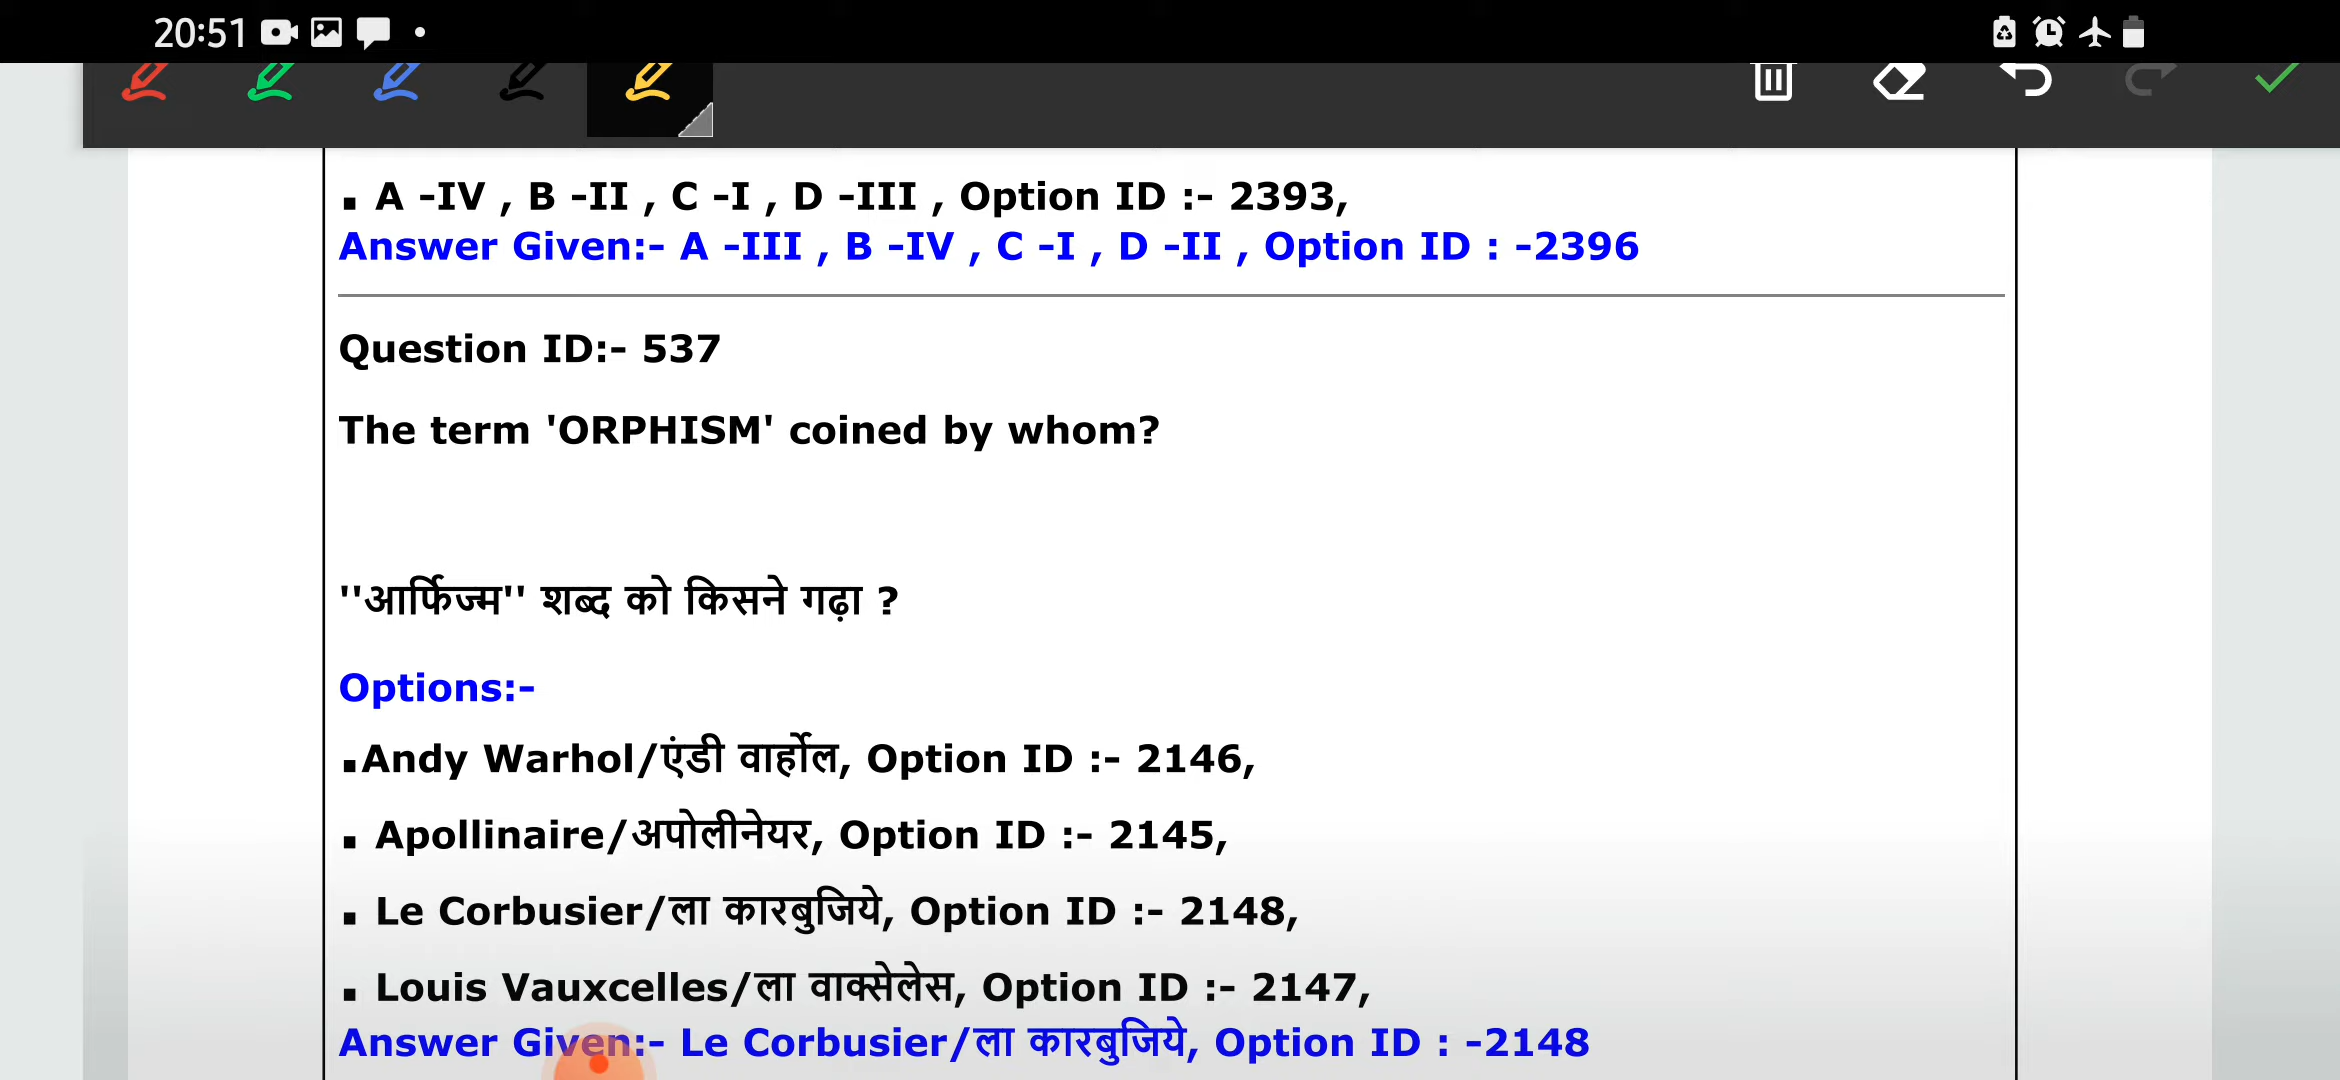 20:51
▪ A -IV , B -II , C -I , D -III , Option ID :- 2393,
Answer Given:- A -III , B -IV , C -I , D -II , Option ID : -2396
Question ID:- 537
The term 'ORPHISM' coined by whom?
''आर्फिज्म'' शब्द को किसने गढ़ा ?
Options:-
▪Andy Warhol/एंडी वार्होल, Option ID :- 2146,
▪ Apollinaire/अपोलीनेयर, Option ID :- 2145,
▪ Le Corbusier/ला कारबुजिये, Option ID :- 2148,
▪ Louis Vauxcelles/ला वाक्सेलेस, Option ID :- 2147,
Answer Given:- Le Corbusier/ला कारबुजिये, Option ID : -2148